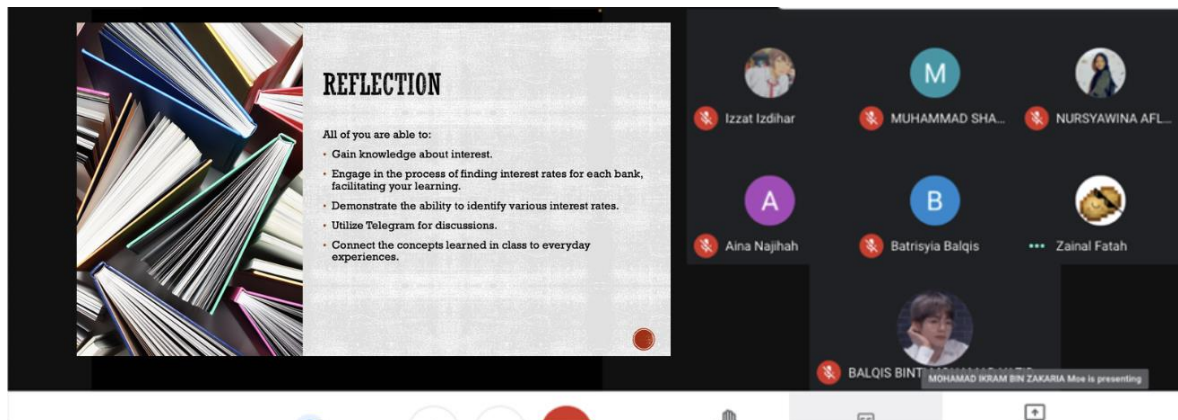 REFLECTION
All of you are able to:
• Gain knowledge about interest.
• Engage in the process of finding interest rates for each bank,
facilitating your learning.
• Demonstrate the ability to identify various interest rates.
• Utilize Telegram for discussions.
• Connect the concepts learned in class to everyday
experiences.
M
Izzat Izdihar
MUHAMMAD SHA...
NURSYAWINA AFL...
A
B
Aina Najihah
Batrisyia Balqis
Zainal Fatah
BALQIS BINT
MOHAMAD IKRAM BIN ZAKARIA Moe is presenting